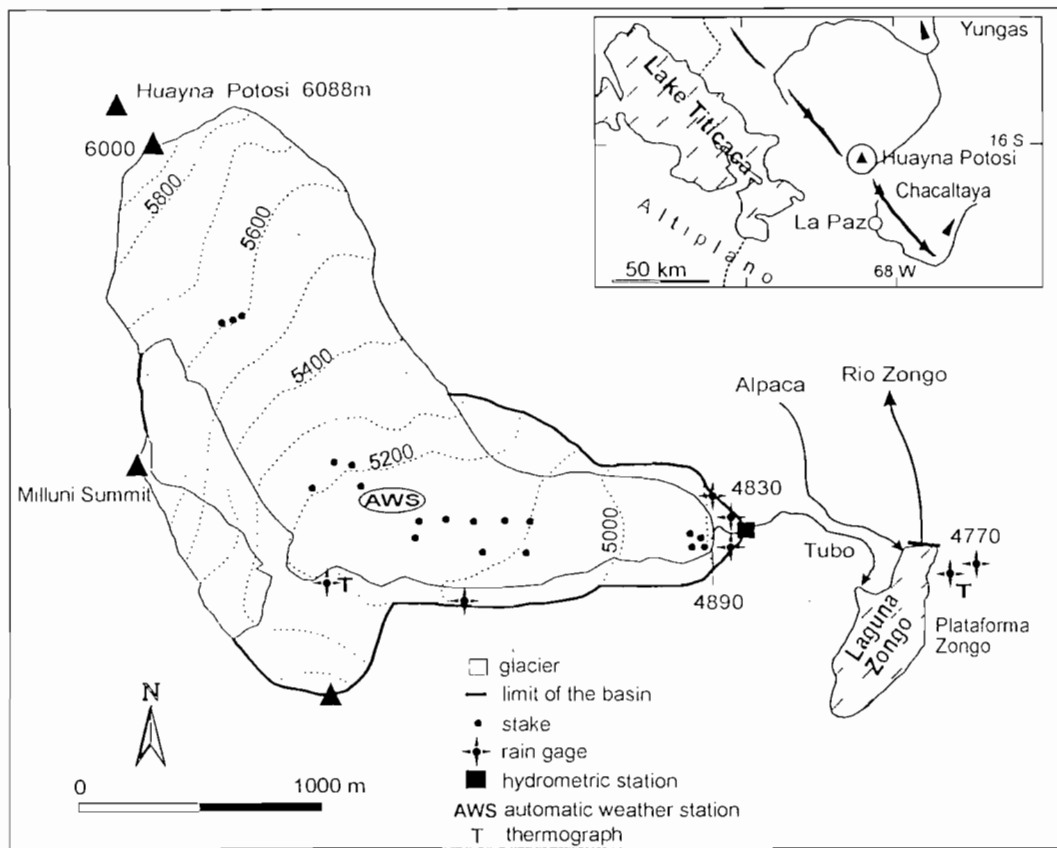 Huayna Potosi 6088m
6000
5800
5600
5400
5200
AWS
5000
Milluni Summit
T
4830
4890
Alpaca
Rio Zongo
Tubo
4770
T
Laguna
Zongo
Plataforma
Zongo
Yungas
Lake Titicaca
16 S
Huayna Potosi
Chacaltaya
Altiplano
La Paz
50 km
68 W
N
0 1000 m
glacier
limit of the basin
stake
rain gage
hydrometric station
AWS automatic weather station
T thermograph